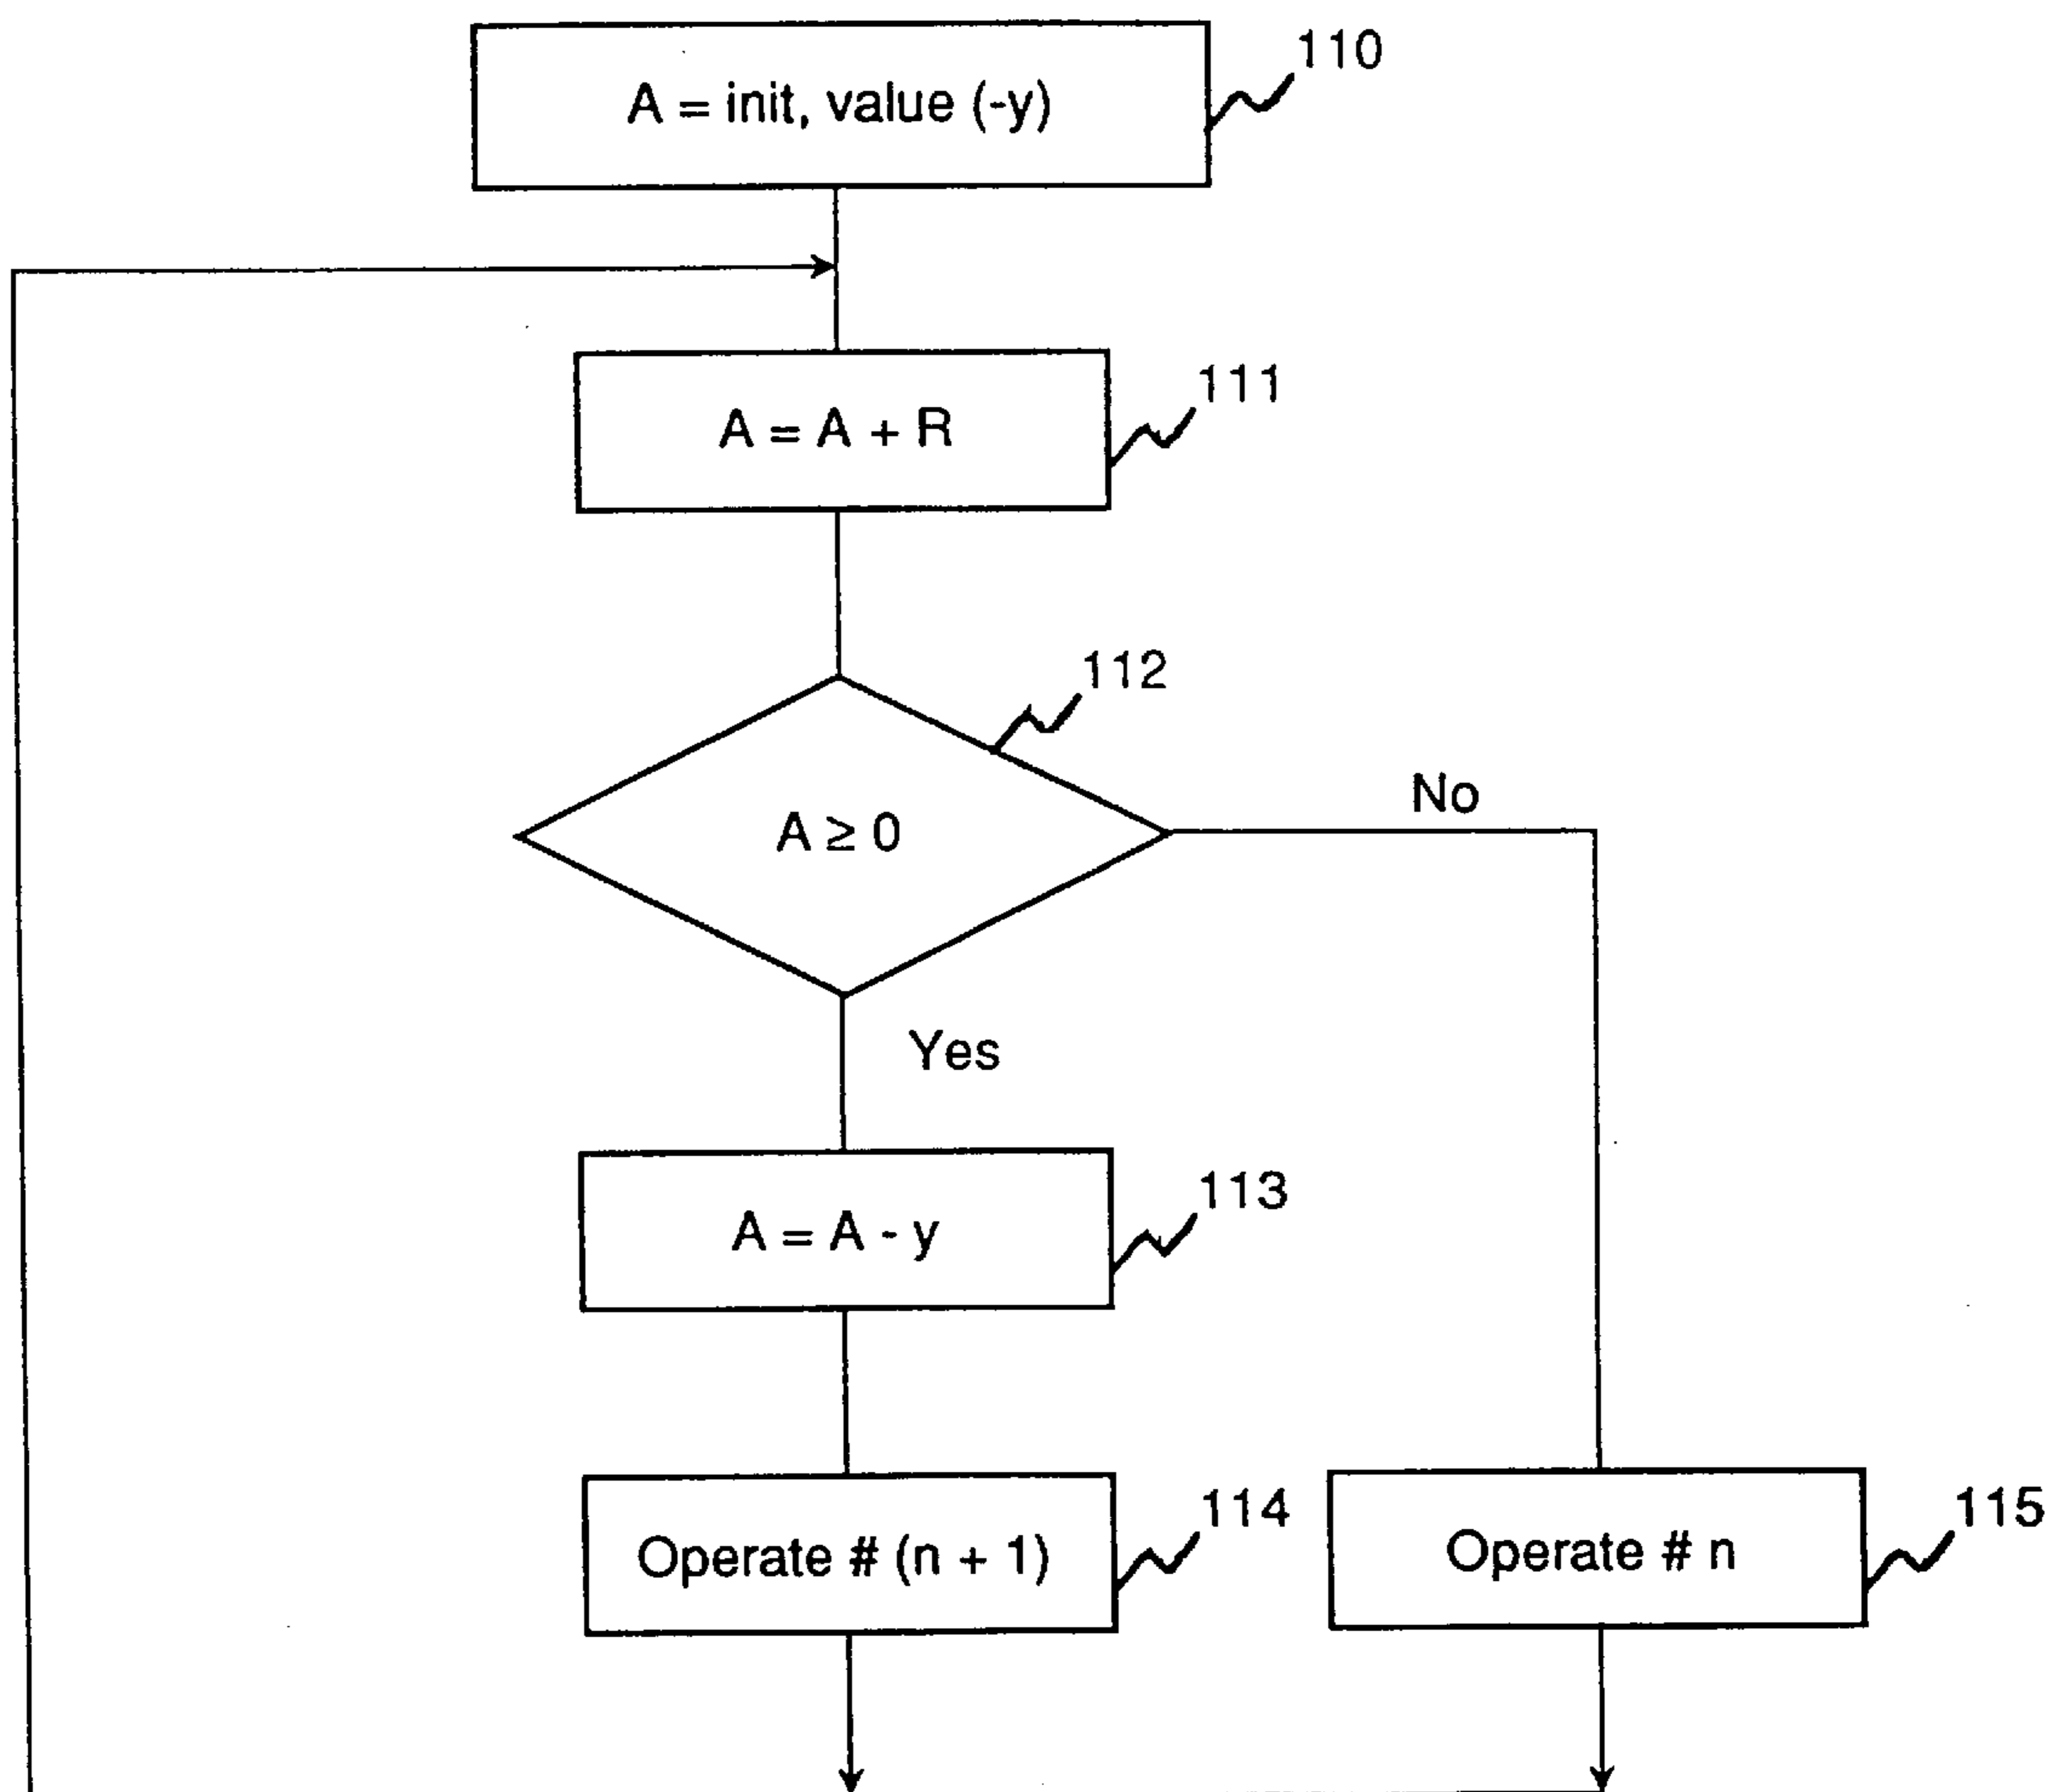 A = init, value (-y)
110
A = A + R
111
112
A ≥ 0
No
Yes
A = A - y
113
Operate # (n + 1)
114
Operate # n
115